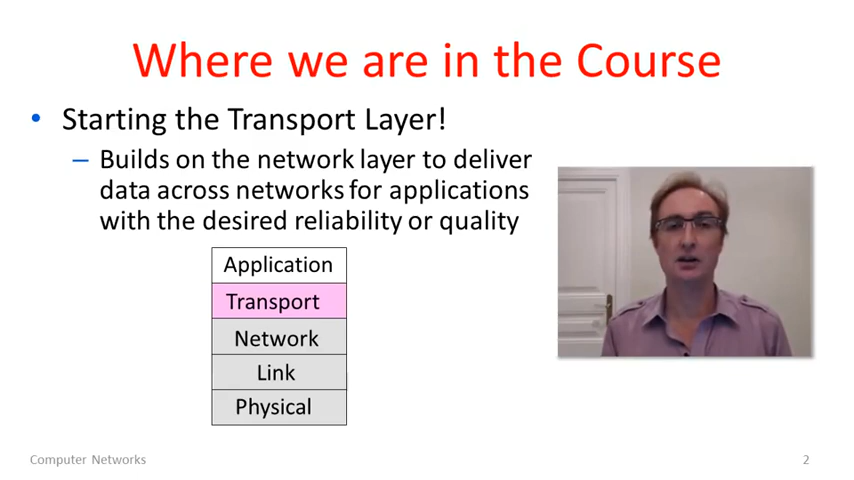 Where we are in the Course
• Starting the Transport Layer!
– Builds on the network layer to deliver
data across networks for applications
with the desired reliability or quality
Application
Transport
Network
Link
Physical
Computer Networks
2